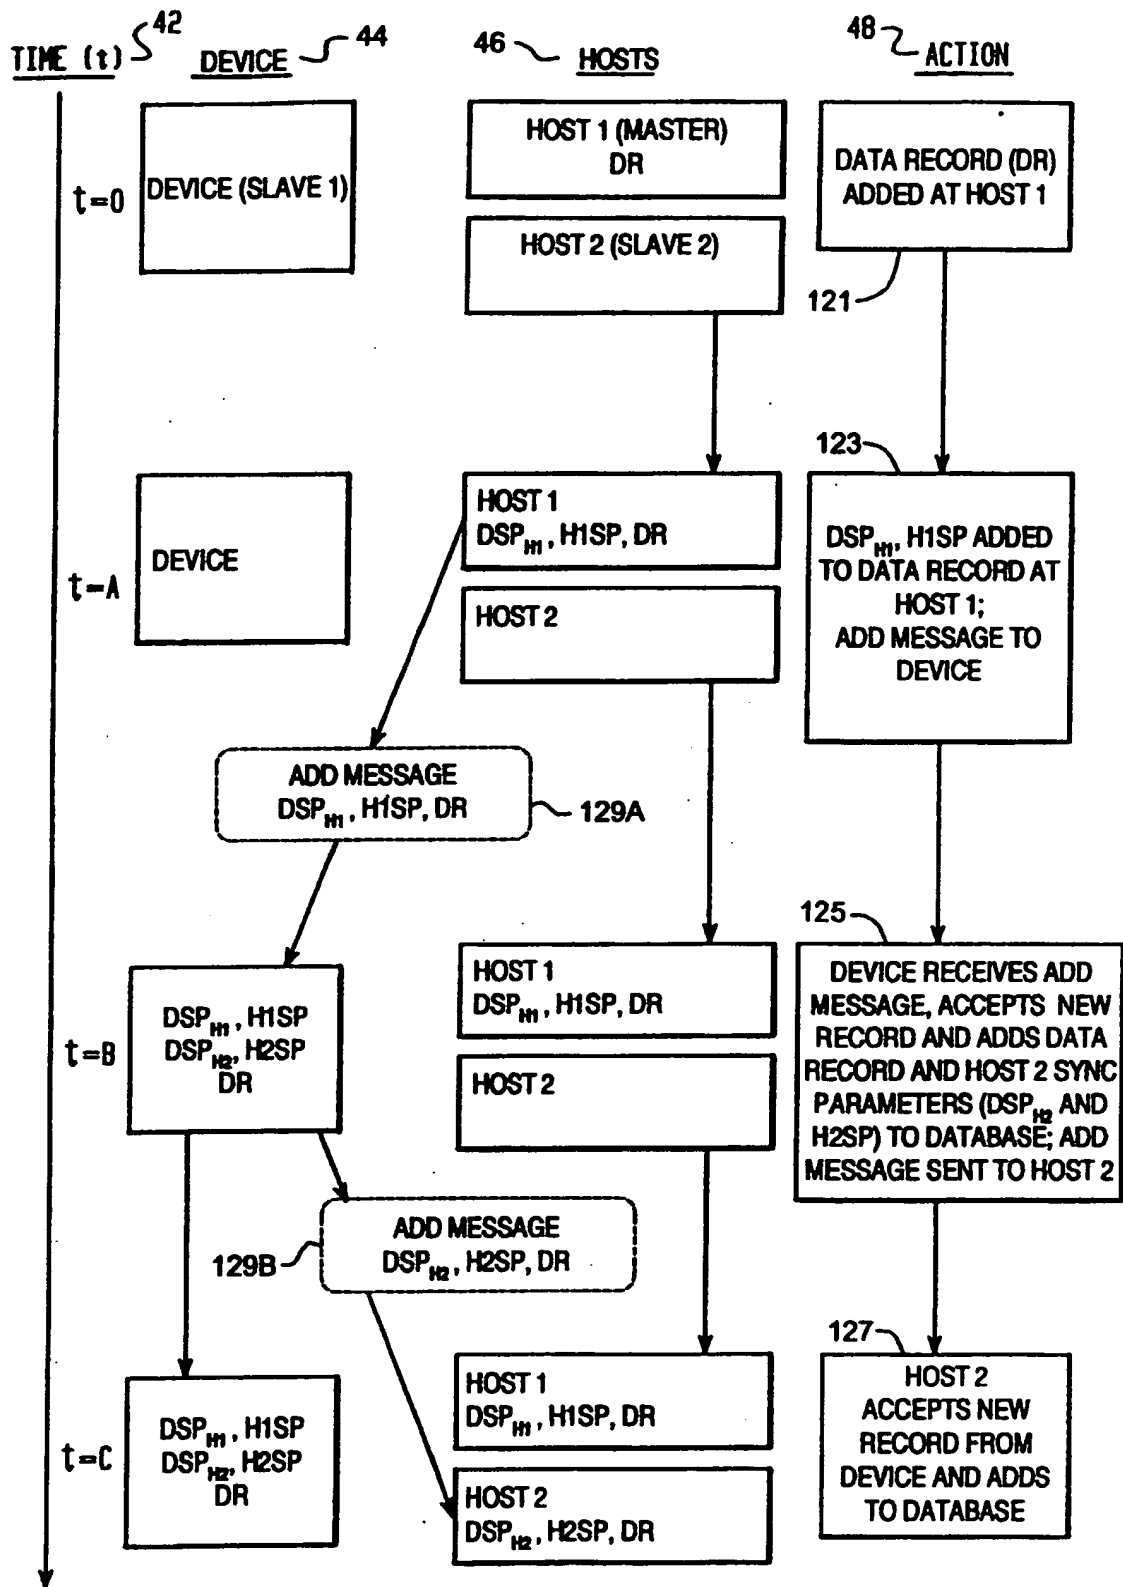 TIME (t) 42
DEVICE 44
46 HOSTS
48 ACTION
t=0
DEVICE (SLAVE 1)
HOST 1 (MASTER)
DR
HOST 2 (SLAVE 2)
DATA RECORD (DR)
ADDED AT HOST 1
121
t=A
DEVICE
HOST 1
DSPH1, H1SP, DR
HOST 2
123
DSPH1, H1SP ADDED
TO DATA RECORD AT
HOST 1;
ADD MESSAGE TO
DEVICE
ADD MESSAGE
DSPH1, H1SP, DR
129A
t=B
DSPH1, H1SP
DSPH2, H2SP
DR
HOST 1
DSPH1, H1SP, DR
HOST 2
125
DEVICE RECEIVES ADD
MESSAGE, ACCEPTS NEW
RECORD AND ADDS DATA
RECORD AND HOST 2 SYNC
PARAMETERS (DSPH2 AND
H2SP) TO DATABASE; ADD
MESSAGE SENT TO HOST 2
ADD MESSAGE
DSPH2, H2SP, DR
129B
t=C
DSPH1, H1SP
DSPH2, H2SP
DR
HOST 1
DSPH1, H1SP, DR
HOST 2
DSPH2, H2SP, DR
127
HOST 2
ACCEPTS NEW
RECORD FROM
DEVICE AND ADDS
TO DATABASE